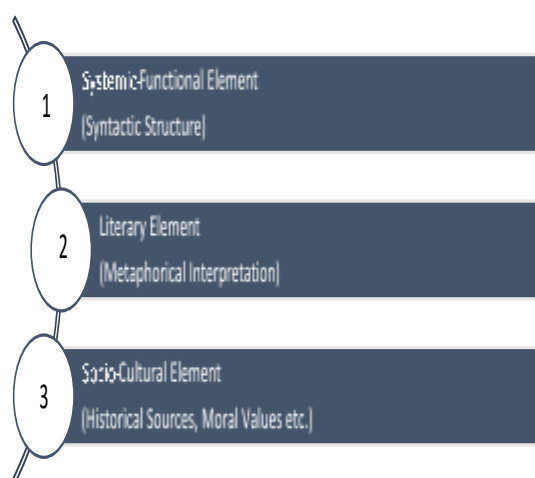 1
Systemic-Functional Element
(Syntactic Structure)
2
Literary Element
(Metaphorical Interpretation)
3
Socio-Cultural Element
(Historical Sources, Moral Values etc.)